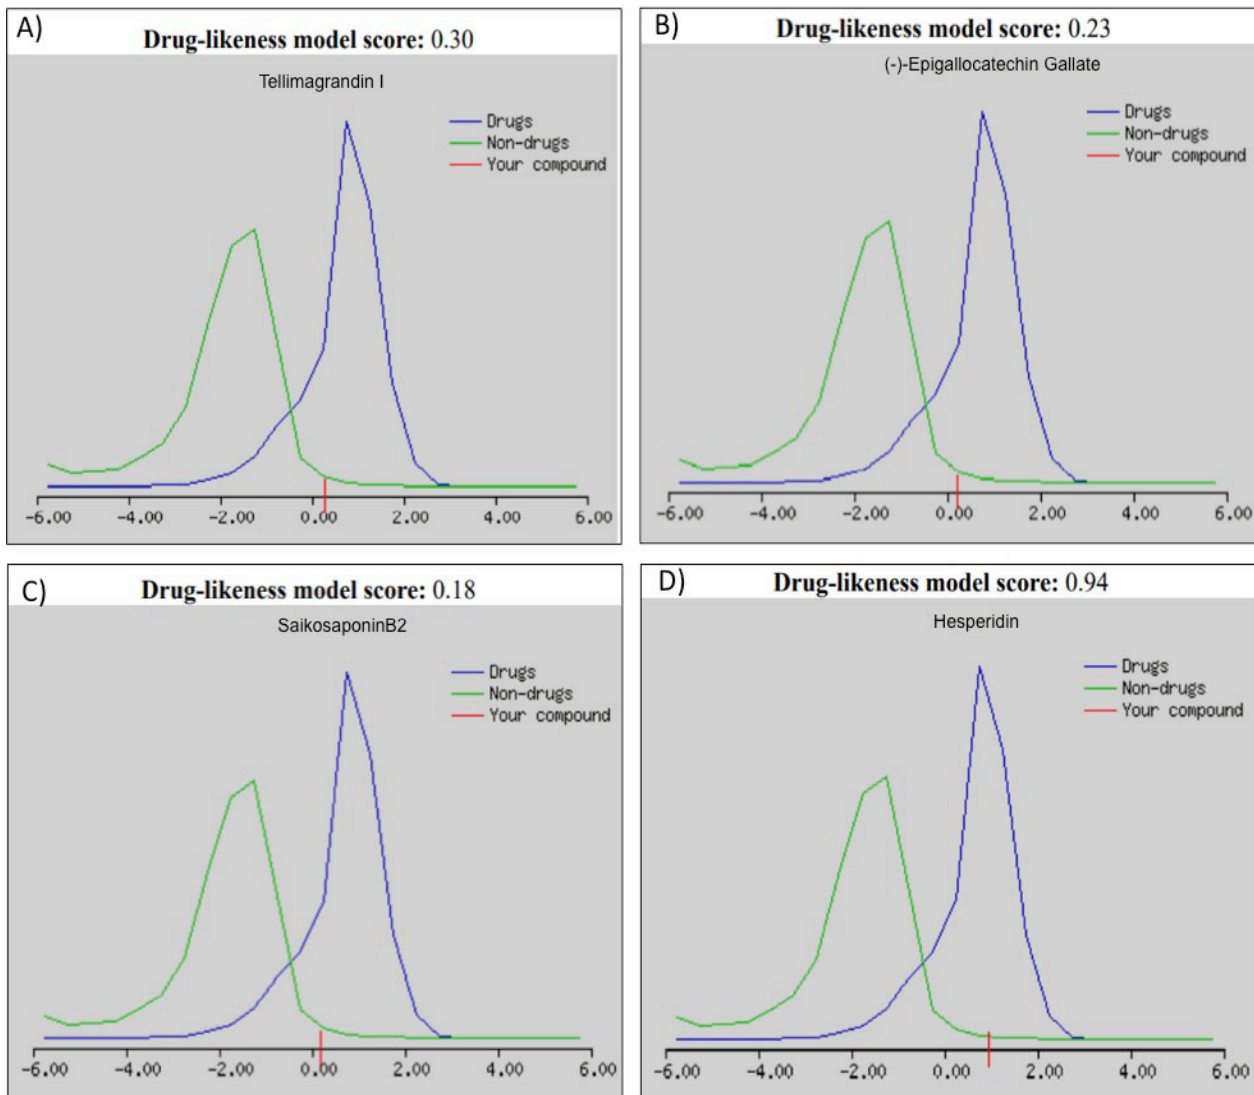 A)
Drug-likeness model score: 0.30
Tellimagrandin I
Drugs
Non-drugs
Your compound
-6.00 -4.00 -2.00 0.00 2.00 4.00 6.00
B)
Drug-likeness model score: 0.23
(-)-Epigallocatechin Gallate
Drugs
Non-drugs
Your compound
-6.00 -4.00 -2.00 0.00 2.00 4.00 6.00
C)
Drug-likeness model score: 0.18
SaikosaponinB2
Drugs
Non-drugs
Your compound
-6.00 -4.00 -2.00 0.00 2.00 4.00 6.00
D)
Drug-likeness model score: 0.94
Hesperidin
Drugs
Non-drugs
Your compound
-6.00 -4.00 -2.00 0.00 2.00 4.00 6.00